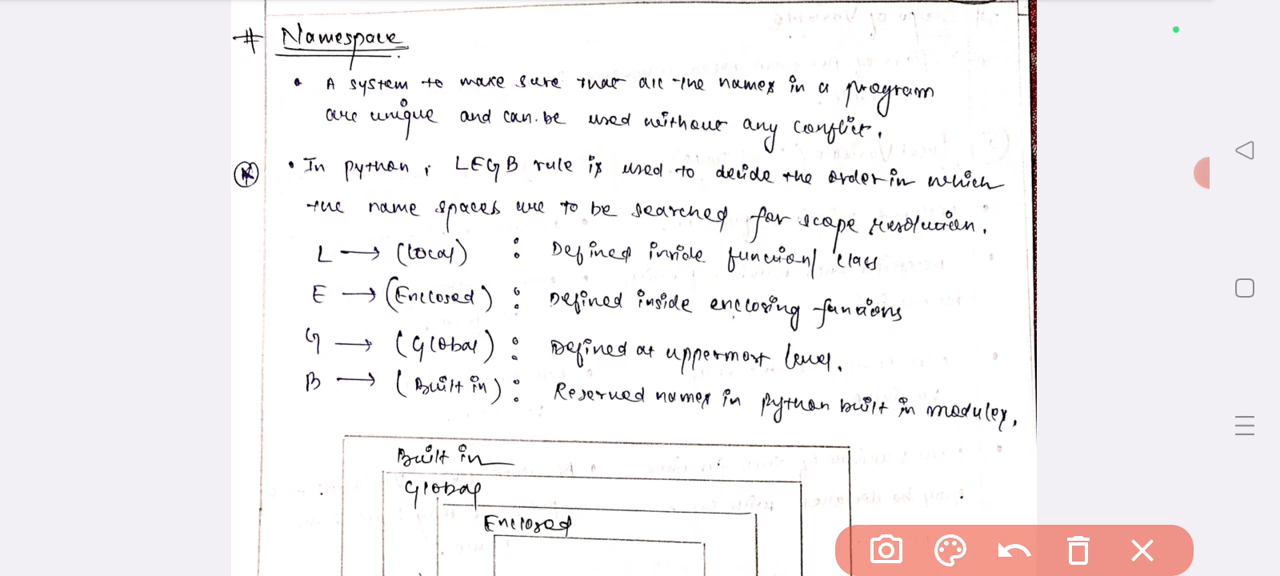 # Namespace
• A system to make sure that all the names in a program
are unique and can be used without any conflict.
• In python, LEGB rule is used to decide the order in which
the name spaces are to be searched for scope resolution.
L → (Local) : Defined inside function/class
E → (Enclosed) : Defined inside enclosing functions
G → (Global) : Defined at uppermost level.
B → (Built in) : Reserved names in python built in modules.
Built in
Global
Enclosed